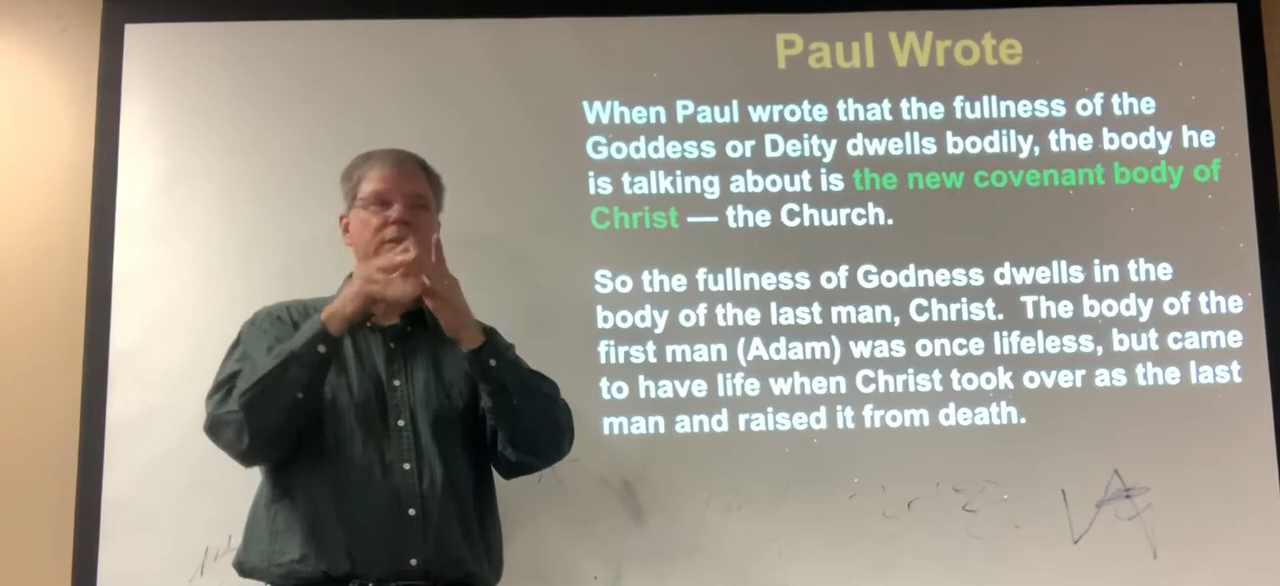 Paul Wrote
When Paul wrote that the fullness of the
Goddess or Deity dwells bodily, the body he
is talking about is the new covenant body of
Christ — the Church.
So the fullness of Godness dwells in the
body of the last man, Christ. The body of the
first man (Adam) was once lifeless, but came
to have life when Christ took over as the last
man and raised it from death.